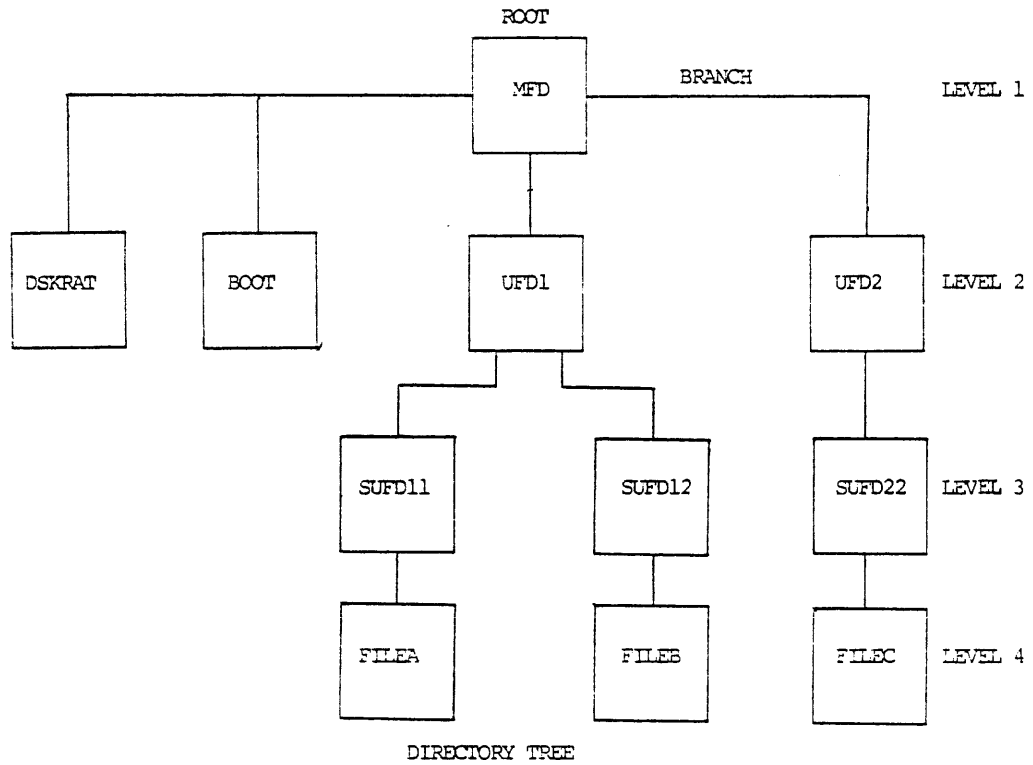 ROOT
MFD
BRANCH
LEVEL 1
DSKRAT
BOOT
UFD1
UFD2
LEVEL 2
SUFD11
SUFD12
SUFD22
LEVEL 3
FILEA
FILEB
FILEC
LEVEL 4
DIRECTORY TREE